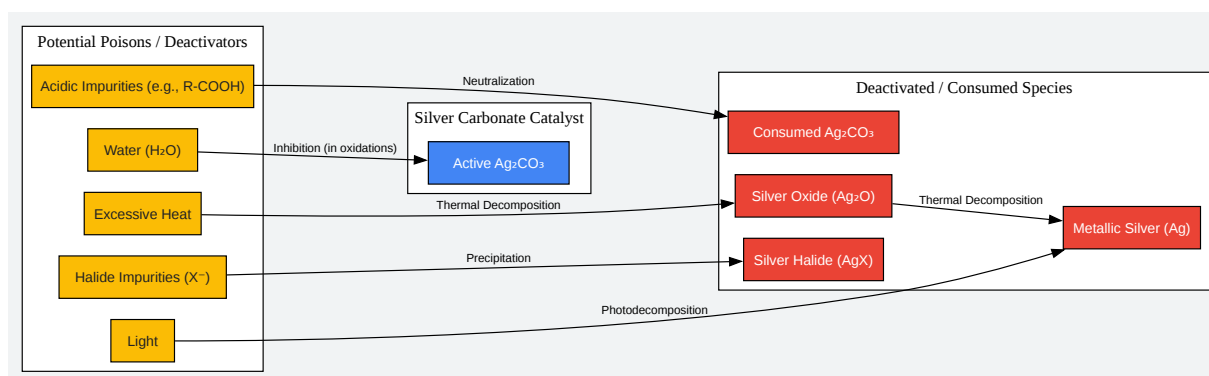 Potential Poisons / Deactivators
Acidic Impurities (e.g., R-COOH)
Water (H₂O)
Excessive Heat
Halide Impurities (X⁻)
Light
Neutralization
Inhibition (in oxidations)
Thermal Decomposition
Precipitation
Photodecomposition
Silver Carbonate Catalyst
Active Ag₂CO₃
Deactivated / Consumed Species
Consumed Ag₂CO₃
Silver Oxide (Ag₂O)
Thermal Decomposition
Metallic Silver (Ag)
Silver Halide (AgX)